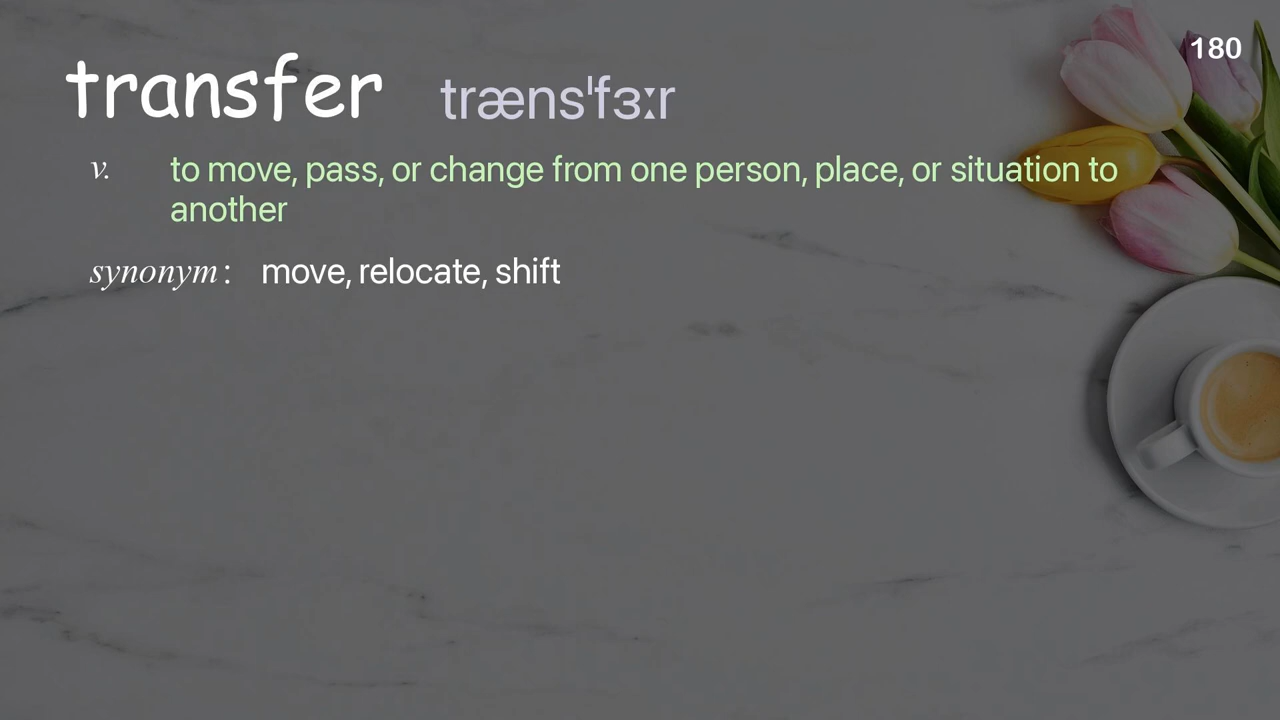 180
transfer trænsˈfɜːr
v. to move, pass, or change from one person, place, or situation to
another
synonym: move, relocate, shift